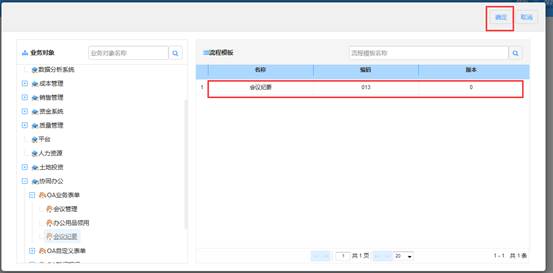 确定 取消
业务对象 业务对象名称
流程模板 流程模板名称
数据分析系统
成本管理
销售管理
资金系统
质量管理
平台
人力资源
土地投资
协同办公
OA业务表单
会议管理
办公用品领用
会议纪要
OA自定义表单
名称 编码 版本
1 会议纪要 013 0
1 共 1 页 20
1 - 1 共 1 条